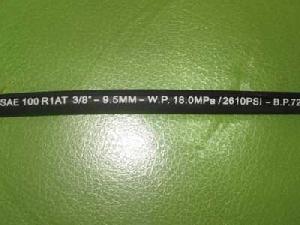 SAE 100 R1AT 3/8" - 9.5MM - W.P. 18.0MPa /2610PSI - B.P.72